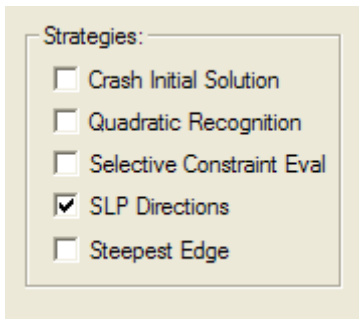 Strategies:
Crash Initial Solution
Quadratic Recognition
Selective Constraint Eval
SLP Directions
Steepest Edge